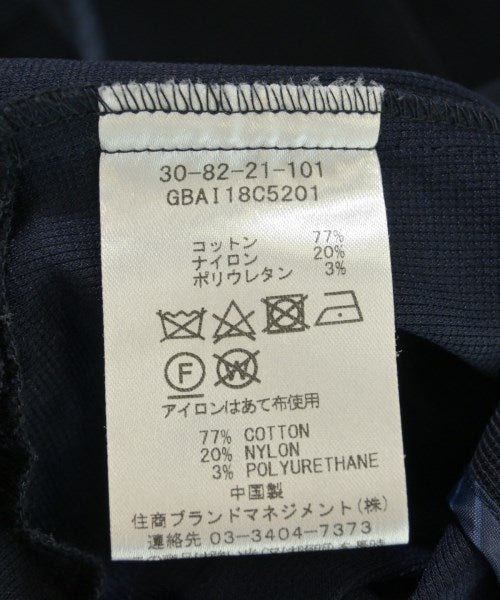 30-82-21-101
GBAI18C5201
コットン 77%
ナイロン 20%
ポリウレタン 3%
F W
アイロンはあて布使用
77% COTTON
20% NYLON
3% POLYURETHANE
中国製
住商ブランドマネジメント(株)
連絡先 03-3404-7373